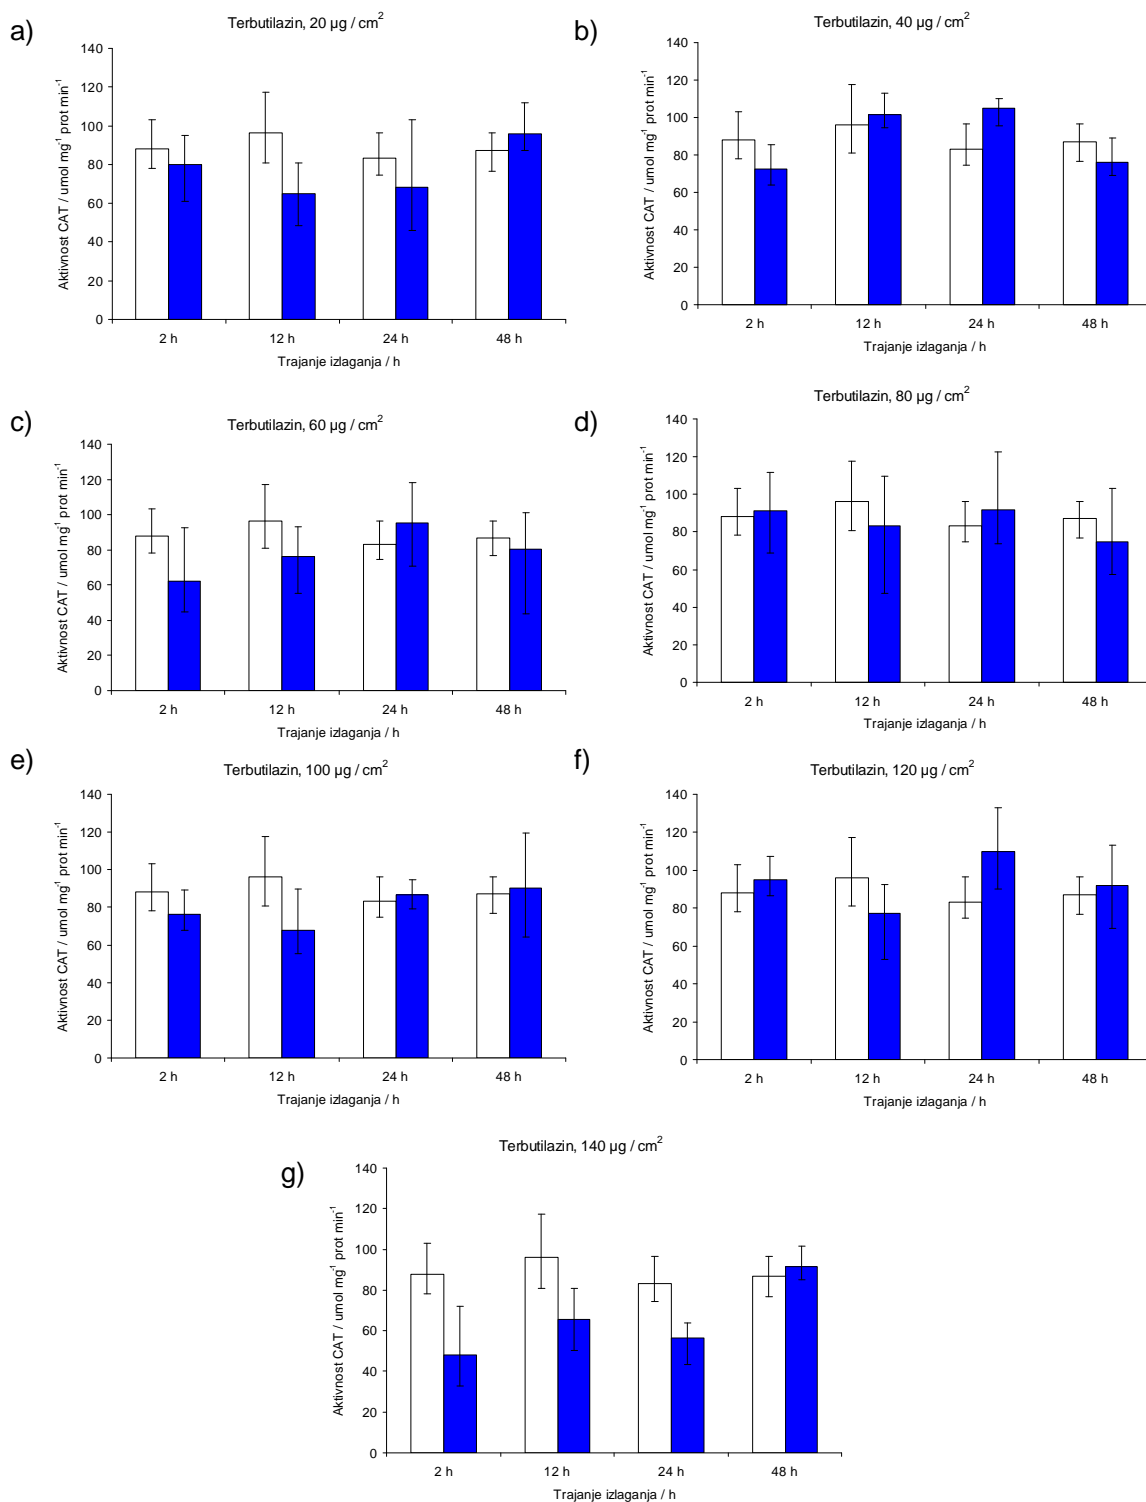 a)
Terbutilazin, 20 µg / cm²
Aktivnost CAT / umol mg⁻¹ prot min⁻¹
140
120
100
80
60
40
20
0
2 h 12 h 24 h 48 h
Trajanje izlaganja / h
b)
Terbutilazin, 40 µg / cm²
Aktivnost CAT / umol mg⁻¹ prot min⁻¹
140
120
100
80
60
40
20
0
2 h 12 h 24 h 48 h
Trajanje izlaganja / h
c)
Terbutilazin, 60 µg / cm²
Aktivnost CAT / umol mg⁻¹ prot min⁻¹
140
120
100
80
60
40
20
0
2 h 12 h 24 h 48 h
Trajanje izlaganja / h
d)
Terbutilazin, 80 µg / cm²
Aktivnost CAT / umol mg⁻¹ prot min⁻¹
140
120
100
80
60
40
20
0
2 h 12 h 24 h 48 h
Trajanje izlaganja / h
e)
Terbutilazin, 100 µg / cm²
Aktivnost CAT / umol mg⁻¹ prot min⁻¹
140
120
100
80
60
40
20
0
2 h 12 h 24 h 48 h
Trajanje izlaganja / h
f)
Terbutilazin, 120 µg / cm²
Aktivnost CAT / umol mg⁻¹ prot min⁻¹
140
120
100
80
60
40
20
0
2 h 12 h 24 h 48 h
Trajanje izlaganja / h
g)
Terbutilazin, 140 µg / cm²
Aktivnost CAT / umol mg⁻¹ prot min⁻¹
140
120
100
80
60
40
20
0
2 h 12 h 24 h 48 h
Trajanje izlaganja / h